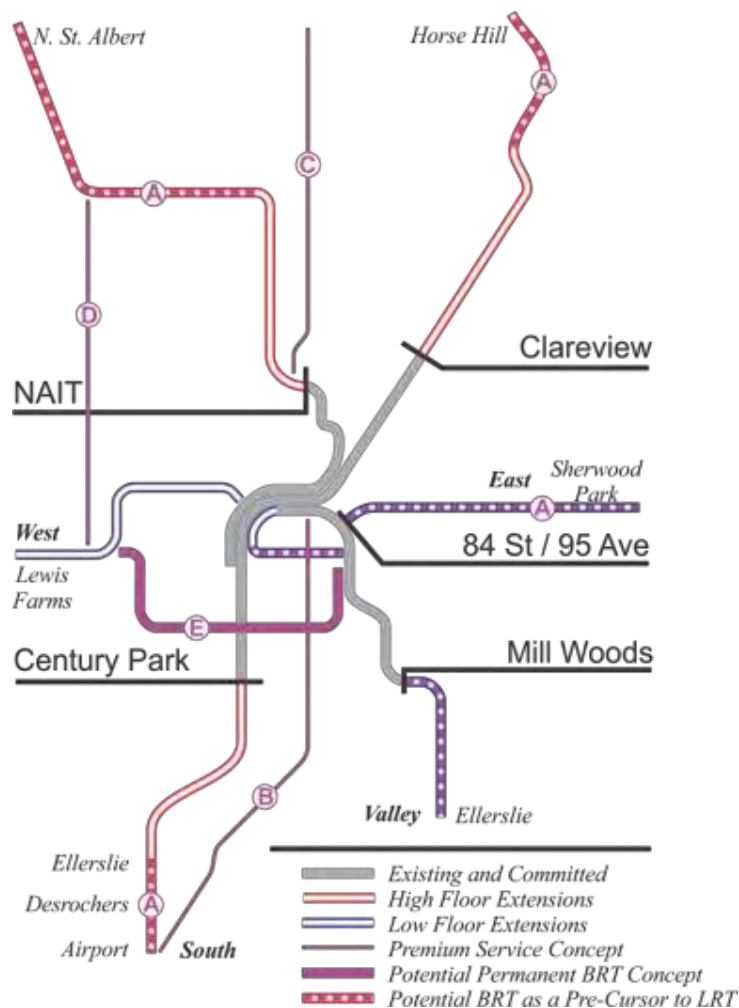 N. St. Albert
Horse Hill
A
C
A
D
Clareview
NAIT
East
Sherwood
Park
A
West
84 St / 95 Ave
Lewis
Farms
E
Century Park
Mill Woods
B
Valley
Ellerslie
Ellerslie
Desrochers
A
Airport
South
Existing and Committed
High Floor Extensions
Low Floor Extensions
Premium Service Concept
Potential Permanent BRT Concept
Potential BRT as a Pre-Cursor to LRT